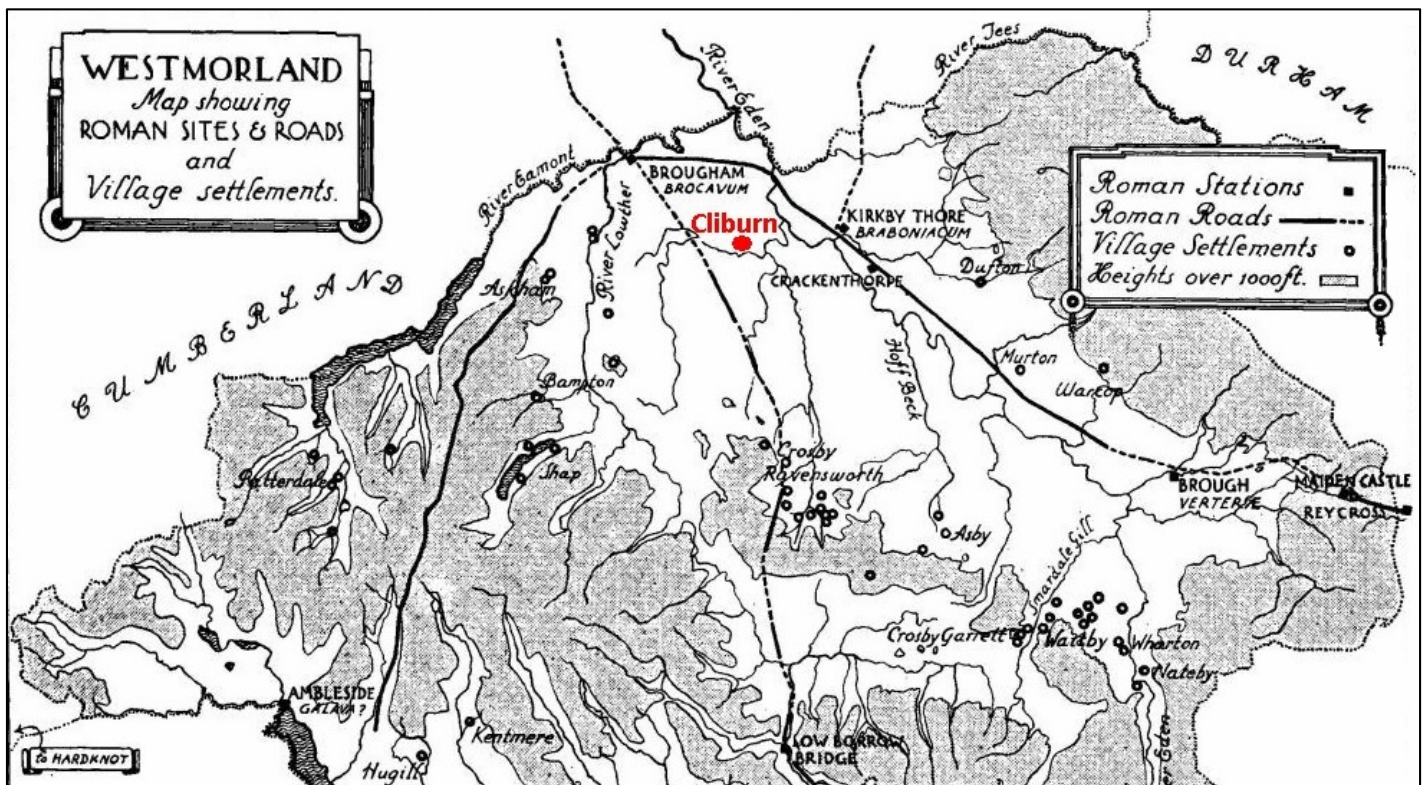 WESTMORLAND
Map showing
ROMAN SITES & ROADS
and
Village settlements.
River Tees
DURHAM
River Eden
River Eamont
BROUGHAM
BROCAVUM
Roman Stations
Roman Roads
Village Settlements
Heights over 1000ft.
Cliburn
KIRKBY THORE
BRABONIACUM
River Lowther
CRACKENTHORPE
Dufton
Askham
CUMBERLAND
Hoff Beck
Murton
Warcop
Bampton
Crosby
Ravensworth
Shap
Patterdale
BROUGH
VERTERÆ
MAIDEN CASTLE
REYCROSS
Asby
Smardale Gill
Crosby Garrett
Waitby
Wharton
Nateby
AMBLESIDE
GALAVA?
Kentmere
LOW BORROW
BRIDGE
to HARDKNOT
Hugill
er Eden